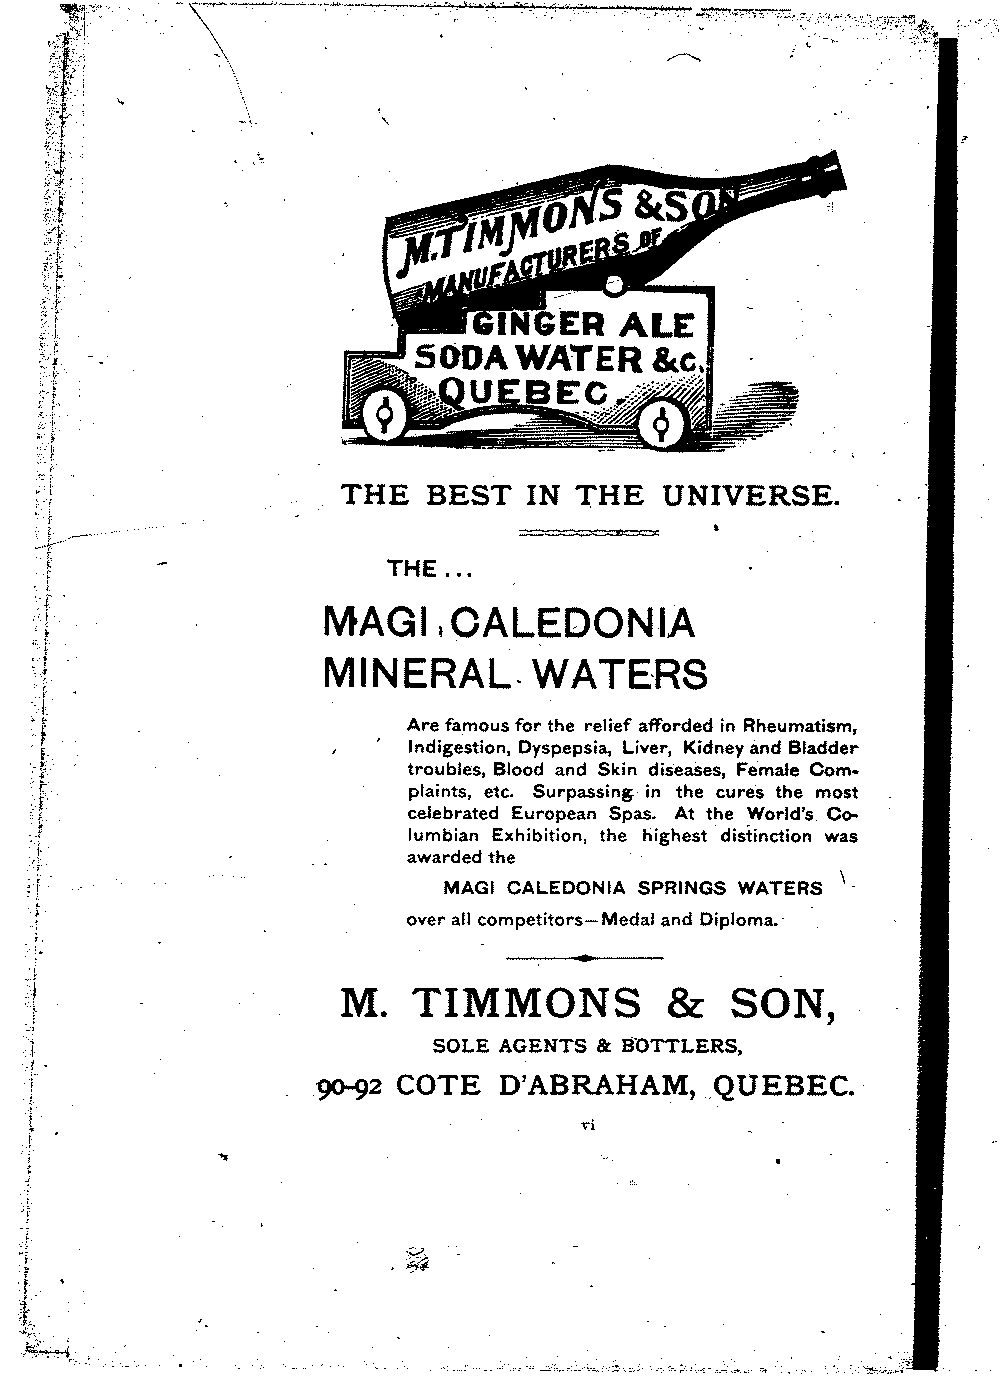 M. TIMMONS & SON
MANUFACTURERS OF
GINGER ALE
SODA WATER &c.
QUEBEC.
THE BEST IN THE UNIVERSE.
THE...
MAGI CALEDONIA
MINERAL WATERS
Are famous for the relief afforded in Rheumatism,
Indigestion, Dyspepsia, Liver, Kidney and Bladder
troubles, Blood and Skin diseases, Female Com-
plaints, etc. Surpassing in the cures the most
celebrated European Spas. At the World's Co-
lumbian Exhibition, the highest distinction was
awarded the
MAGI CALEDONIA SPRINGS WATERS
over all competitors—Medal and Diploma.
M. TIMMONS & SON,
SOLE AGENTS & BOTTLERS,
90-92 COTE D'ABRAHAM, QUEBEC.
vi